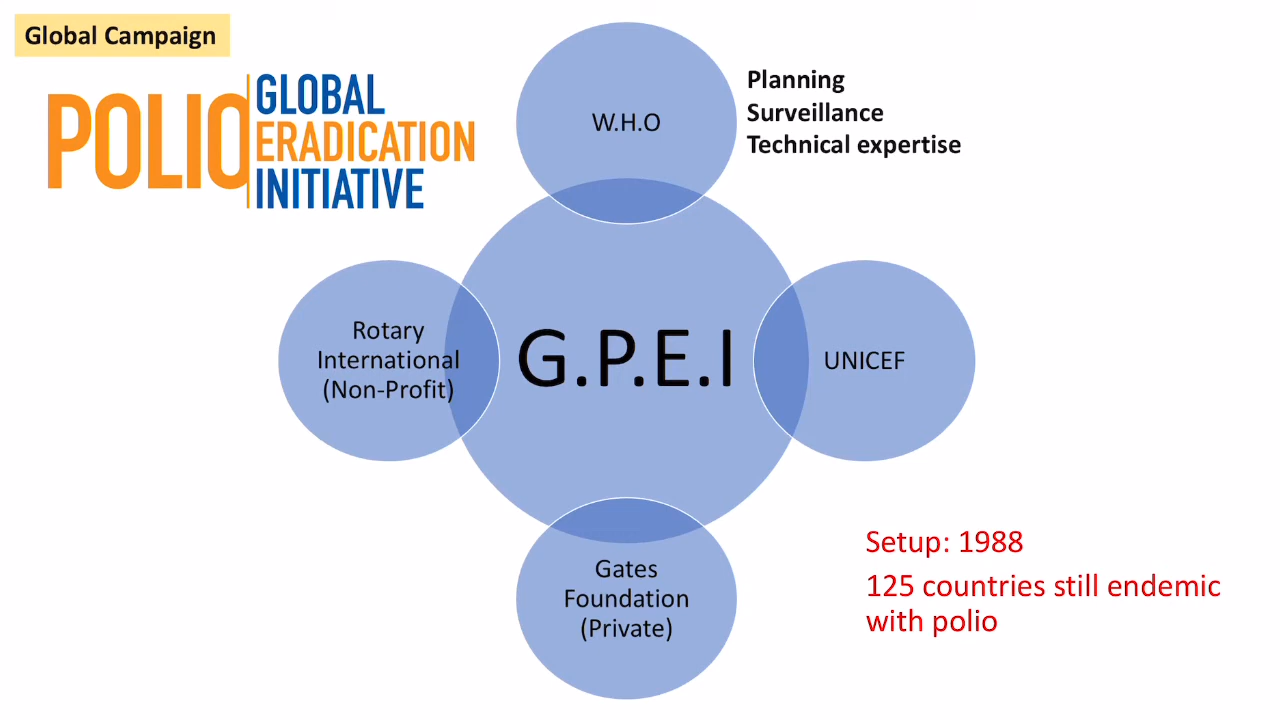 Global Campaign
POLIO
GLOBAL
ERADICATION
INITIATIVE
W.H.O
Planning
Surveillance
Technical expertise
Rotary
International
(Non-Profit)
G.P.E.I
UNICEF
Gates
Foundation
(Private)
Setup: 1988
125 countries still endemic
with polio